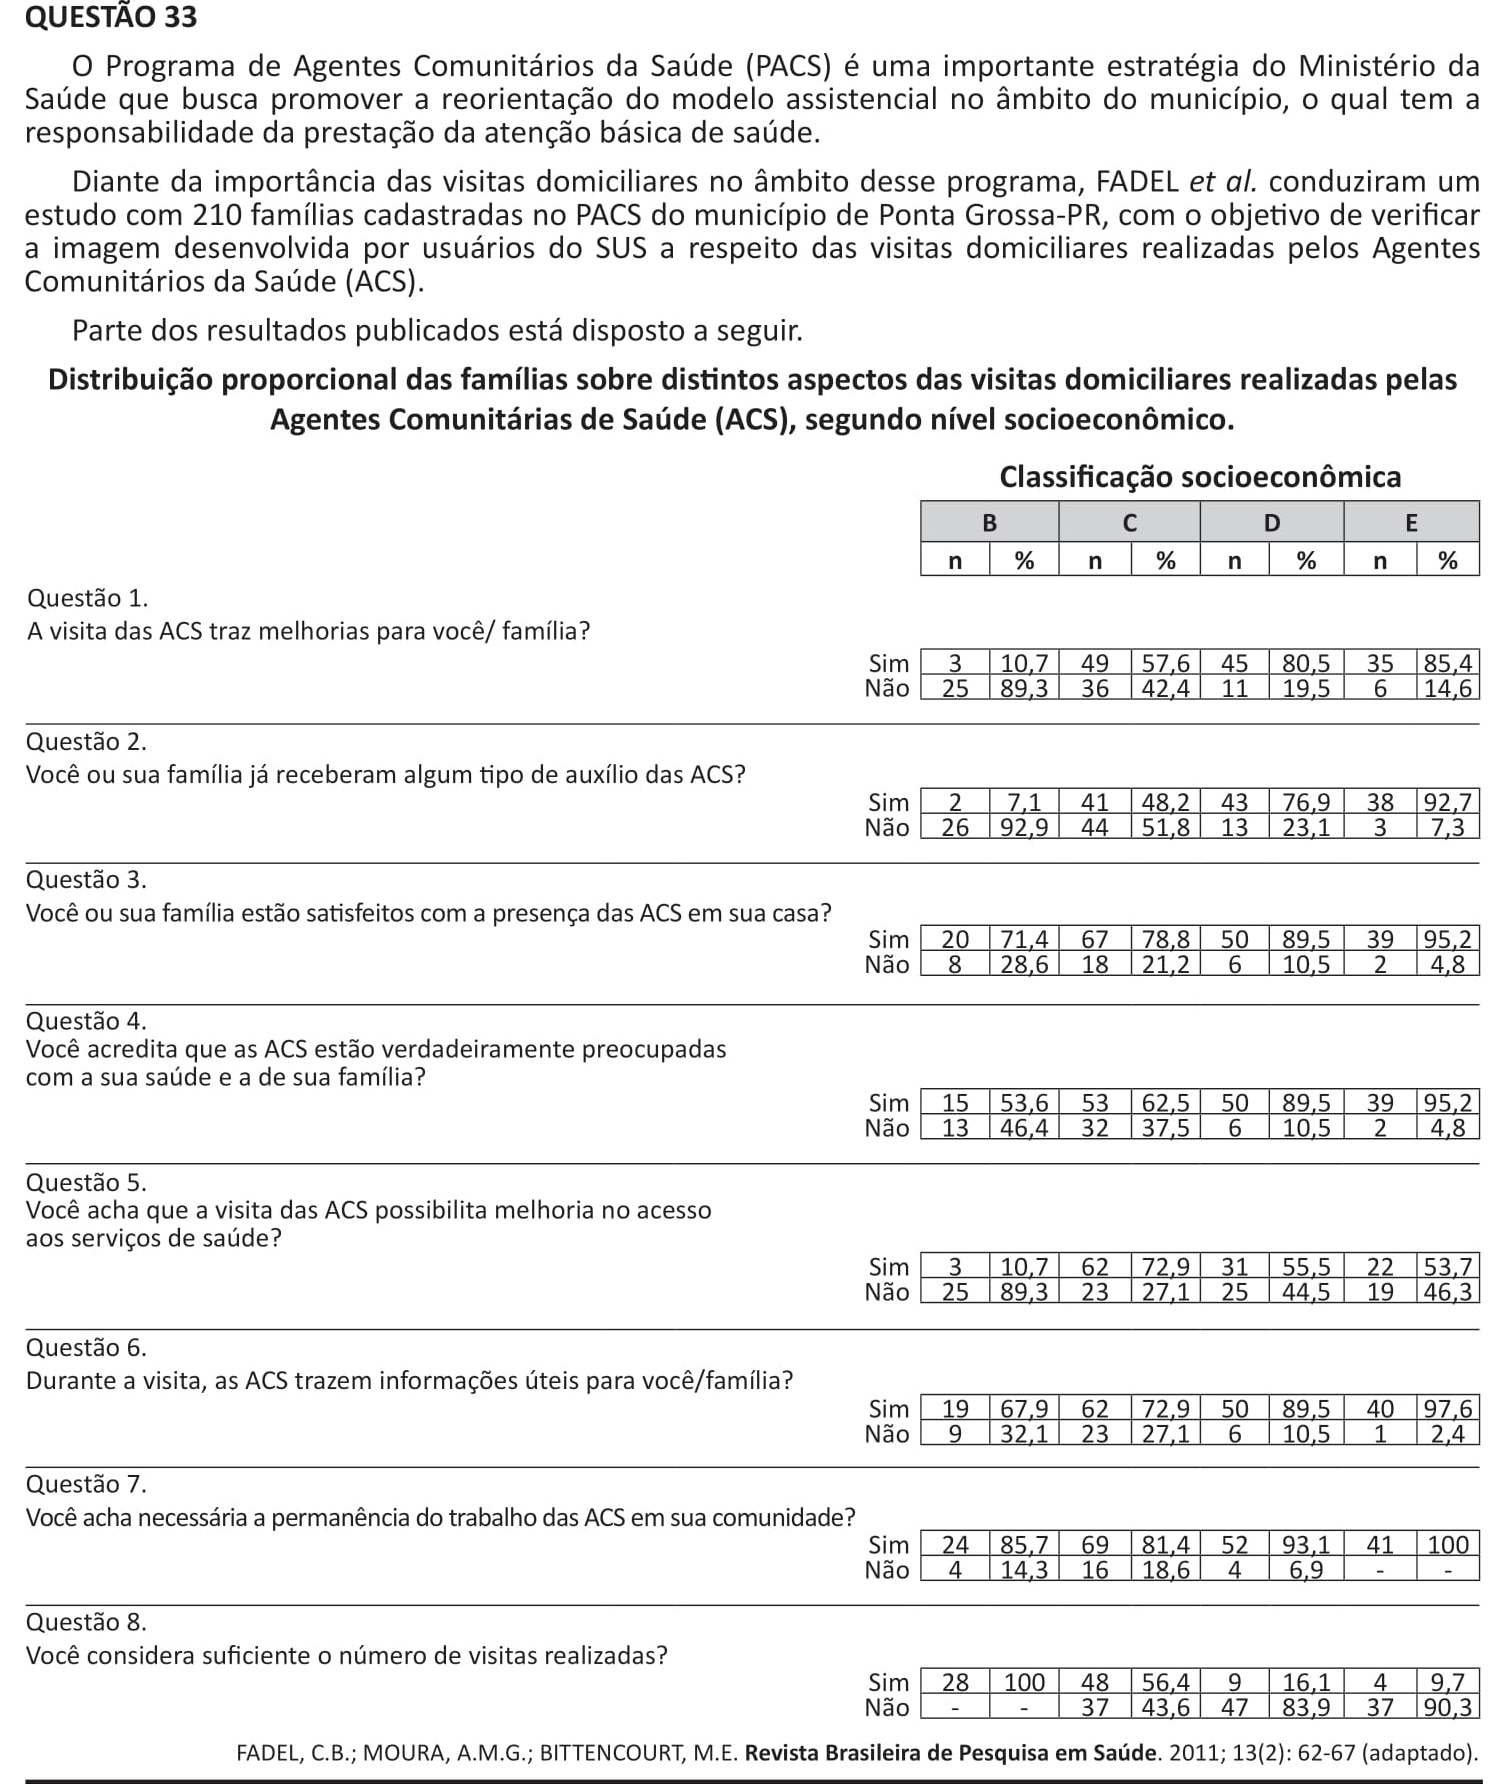 QUESTÃO 33
O Programa de Agentes Comunitários da Saúde (PACS) é uma importante estratégia do Ministério da
Saúde que busca promover a reorientação do modelo assistencial no âmbito do município, o qual tem a
responsabilidade da prestação da atenção básica de saúde.
Diante da importância das visitas domiciliares no âmbito desse programa, FADEL et al. conduziram um
estudo com 210 famílias cadastradas no PACS do município de Ponta Grossa-PR, com o objetivo de verificar
a imagem desenvolvida por usuários do SUS a respeito das visitas domiciliares realizadas pelos Agentes
Comunitários da Saúde (ACS).
Parte dos resultados publicados está disposto a seguir.
Distribuição proporcional das famílias sobre distintos aspectos das visitas domiciliares realizadas pelas
Agentes Comunitárias de Saúde (ACS), segundo nível socioeconômico.
Classificação socioeconômica
B C D E
n % n % n % n %
Questão 1.
A visita das ACS traz melhorias para você/ família?
Sim 3 10,7 49 57,6 45 80,5 35 85,4
Não 25 89,3 36 42,4 11 19,5 6 14,6
Questão 2.
Você ou sua família já receberam algum tipo de auxílio das ACS?
Sim 2 7,1 41 48,2 43 76,9 38 92,7
Não 26 92,9 44 51,8 13 23,1 3 7,3
Questão 3.
Você ou sua família estão satisfeitos com a presença das ACS em sua casa?
Sim 20 71,4 67 78,8 50 89,5 39 95,2
Não 8 28,6 18 21,2 6 10,5 2 4,8
Questão 4.
Você acredita que as ACS estão verdadeiramente preocupadas
com a sua saúde e a de sua família?
Sim 15 53,6 53 62,5 50 89,5 39 95,2
Não 13 46,4 32 37,5 6 10,5 2 4,8
Questão 5.
Você acha que a visita das ACS possibilita melhoria no acesso
aos serviços de saúde?
Sim 3 10,7 62 72,9 31 55,5 22 53,7
Não 25 89,3 23 27,1 25 44,5 19 46,3
Questão 6.
Durante a visita, as ACS trazem informações úteis para você/família?
Sim 19 67,9 62 72,9 50 89,5 40 97,6
Não 9 32,1 23 27,1 6 10,5 1 2,4
Questão 7.
Você acha necessária a permanência do trabalho das ACS em sua comunidade?
Sim 24 85,7 69 81,4 52 93,1 41 100
Não 4 14,3 16 18,6 4 6,9 - -
Questão 8.
Você considera suficiente o número de visitas realizadas?
Sim 28 100 48 56,4 9 16,1 4 9,7
Não - - 37 43,6 47 83,9 37 90,3
FADEL, C.B.; MOURA, A.M.G.; BITTENCOURT, M.E. Revista Brasileira de Pesquisa em Saúde. 2011; 13(2): 62-67 (adaptado).